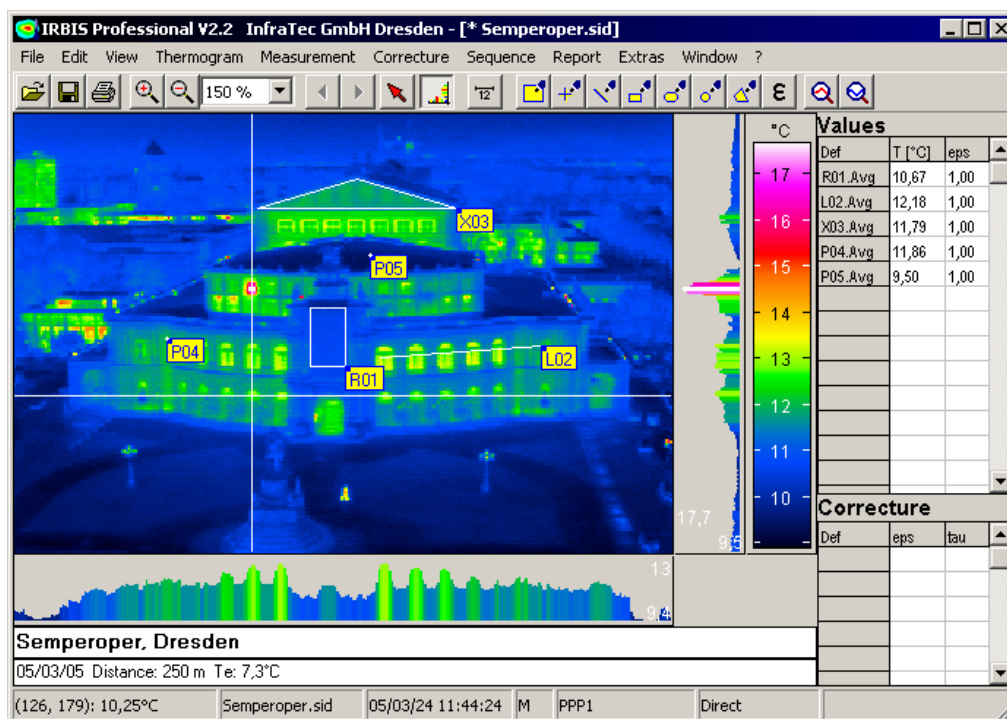 IRBIS Professional V2.2 InfraTec GmbH Dresden - [* Semperoper.sid]
File Edit View Thermogram Measurement Correcture Sequence Report Extras Window ?
150 % 12 ε
°C
17
16
15
14
13
12
11
10
X03
P05
P04
L02
R01
17,7
9,5
13
9,4
Values
Def T [°C] eps
R01.Avg 10,67 1,00
L02.Avg 12,18 1,00
X03.Avg 11,79 1,00
P04.Avg 11,86 1,00
P05.Avg 9,50 1,00
Correcture
Def eps tau
Semperoper, Dresden
05/03/05 Distance: 250 m Te: 7,3°C
(126, 179): 10,25°C Semperoper.sid 05/03/24 11:44:24 M PPP1 Direct